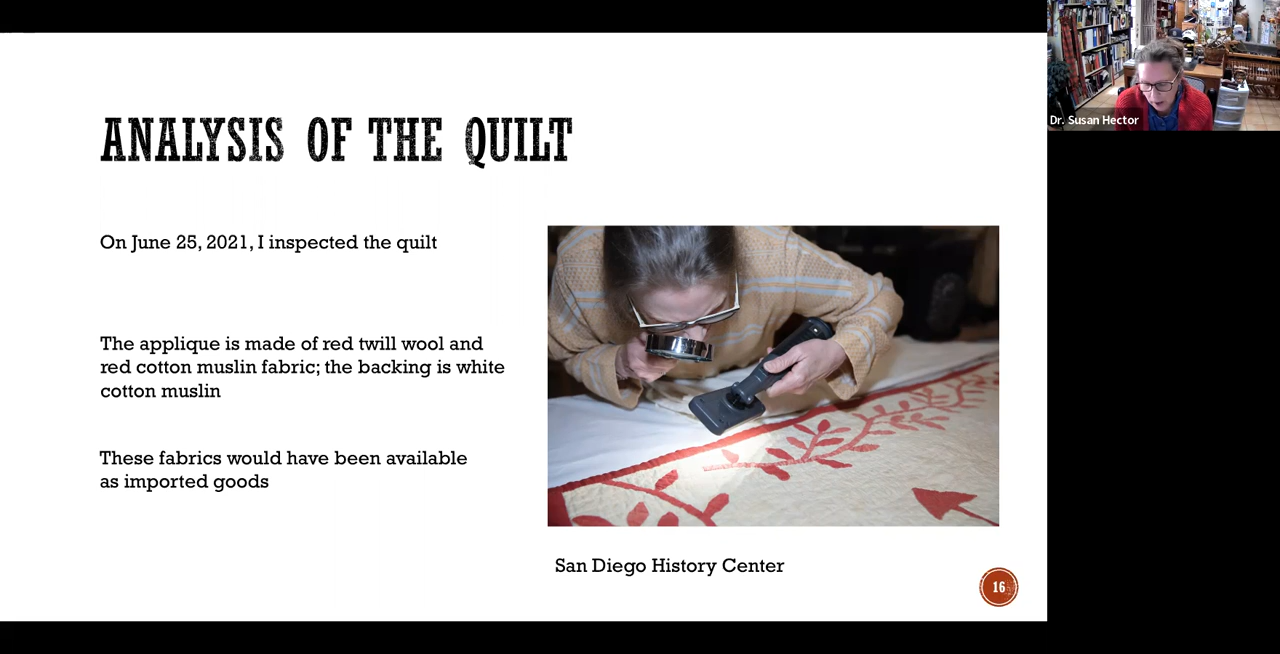 ANALYSIS OF THE QUILT
On June 25, 2021, I inspected the quilt
The applique is made of red twill wool and
red cotton muslin fabric; the backing is white
cotton muslin
These fabrics would have been available
as imported goods
San Diego History Center
16
Dr. Susan Hector